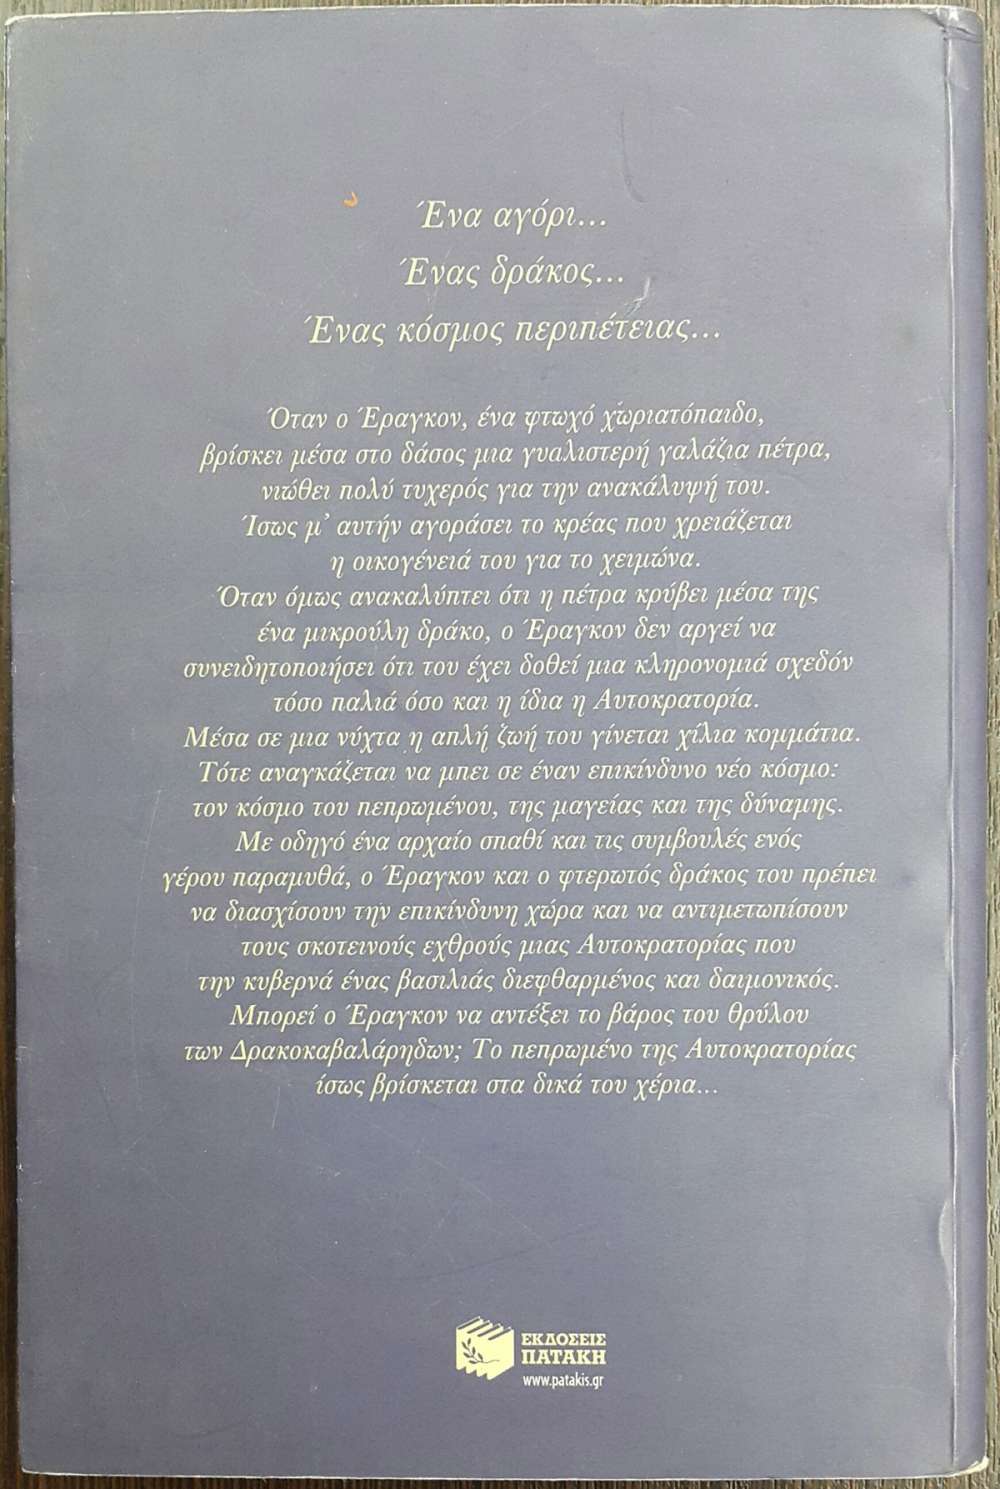 Ένα αγόρι...
Ένας δράκος...
Ένας κόσμος περιπέτειας...
Όταν ο Έραγκον, ένα φτωχό χωριατόπαιδο,
βρίσκει μέσα στο δάσος μια γυαλιστερή γαλάζια πέτρα,
νιώθει πολύ τυχερός για την ανακάλυψή του.
Ίσως μ' αυτήν αγοράσει το κρέας που χρειάζεται
η οικογένειά του για το χειμώνα.
Όταν όμως ανακαλύπτει ότι η πέτρα κρύβει μέσα της
ένα μικρούλη δράκο, ο Έραγκον δεν αργεί να
συνειδητοποιήσει ότι του έχει δοθεί μια κληρονομιά σχεδόν
τόσο παλιά όσο και η ίδια η Αυτοκρατορία.
Μέσα σε μια νύχτα η απλή ζωή του γίνεται χίλια κομμάτια.
Τότε αναγκάζεται να μπει σε έναν επικίνδυνο νέο κόσμο:
τον κόσμο του πεπρωμένου, της μαγείας και της δύναμης.
Με οδηγό ένα αρχαίο σπαθί και τις συμβουλές ενός
γέρου παραμυθά, ο Έραγκον και ο φτερωτός δράκος του πρέπει
να διασχίσουν την επικίνδυνη χώρα και να αντιμετωπίσουν
τους σκοτεινούς εχθρούς μιας Αυτοκρατορίας που
την κυβερνά ένας βασιλιάς διεφθαρμένος και δαιμονικός.
Μπορεί ο Έραγκον να αντέξει το βάρος του θρύλου
των Δρακοκαβαλάρηδων; Το πεπρωμένο της Αυτοκρατορίας
ίσως βρίσκεται στα δικά του χέρια...
ΕΚΔΟΣΕΙΣ
ΠΑΤΑΚΗ
www.patakis.gr